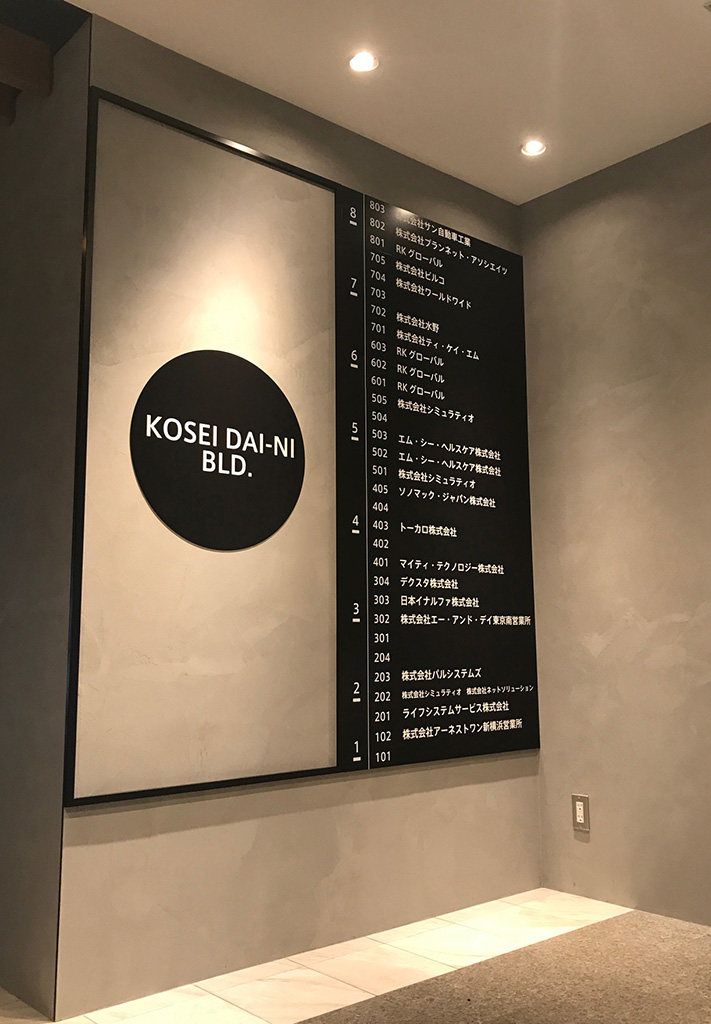 KOSEI DAI-NI
BLD.
8
803 株式会社サン自動車工業
802 株式会社プランネット・アソシエイツ
801 RKグローバル
7
705 株式会社ビルコ
704 株式会社ワールドワイド
703
702 株式会社水野
701 株式会社ティ・ケイ・エム
6
603 RKグローバル
602 RKグローバル
601 RKグローバル
5
505 株式会社シミュラティオ
504
503 エム・シー・ヘルスケア株式会社
502 エム・シー・ヘルスケア株式会社
501 株式会社シミュラティオ
4
405 ソノマック・ジャパン株式会社
404
403 トーカロ株式会社
402
401 マイティ・テクノロジー株式会社
3
304 デクスタ株式会社
303 日本イナルファ株式会社
302 株式会社エー・アンド・デイ東京南営業所
301
2
204
203 株式会社パルシステムズ
202 株式会社シミュラティオ 株式会社ネットソリューション
201 ライフシステムサービス株式会社
1
102 株式会社アーネストワン新横浜営業所
101